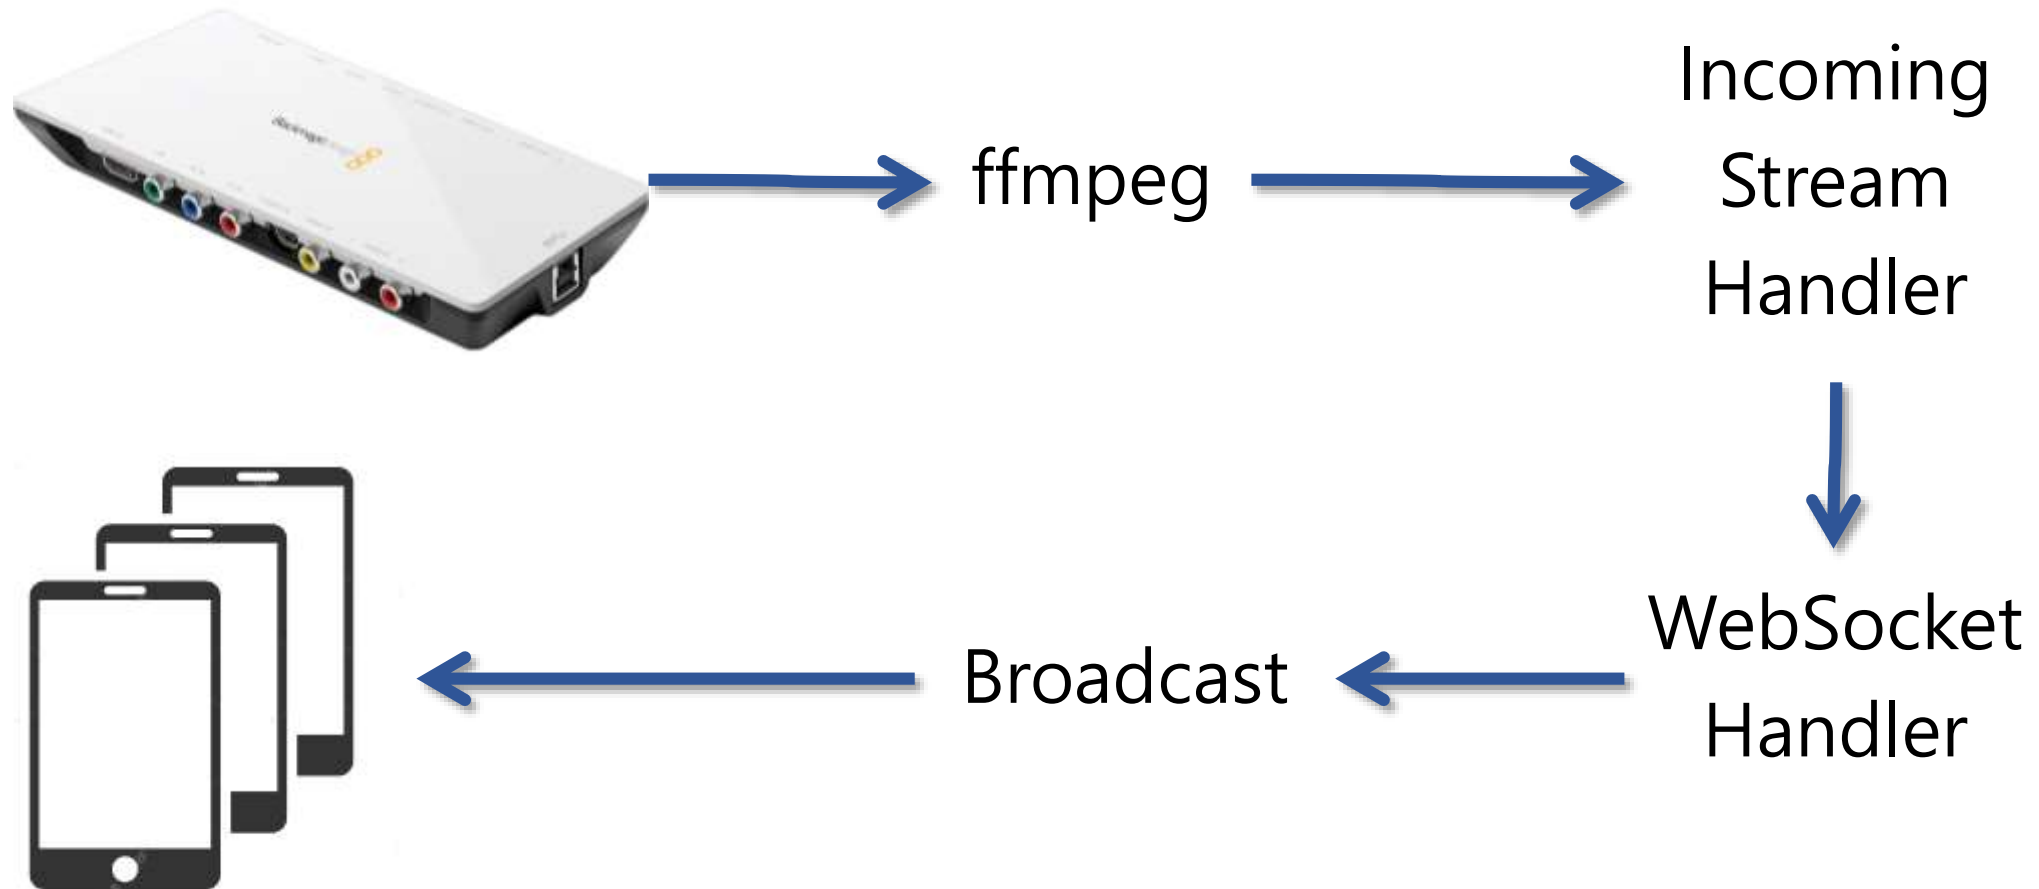 ffmpeg
Incoming
Stream
Handler
WebSocket
Handler
Broadcast